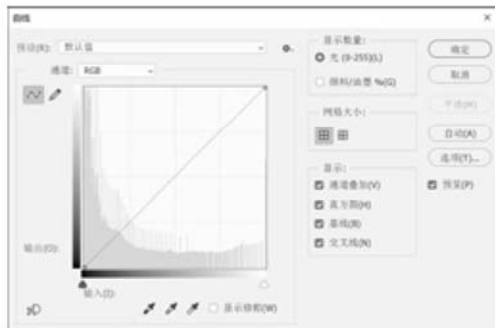 曲线
预设(R): 默认值
通道: RGB
输出(O):
输入(I):
显示修剪(W)
显示数量:
光 (0-255)(L)
颜料/油墨 %(G)
网格大小:
显示:
通道叠加(V)
直方图(H)
基线(B)
交叉线(N)
确定
取消
平滑(M)
自动(A)
选项(T)...
预览(P)